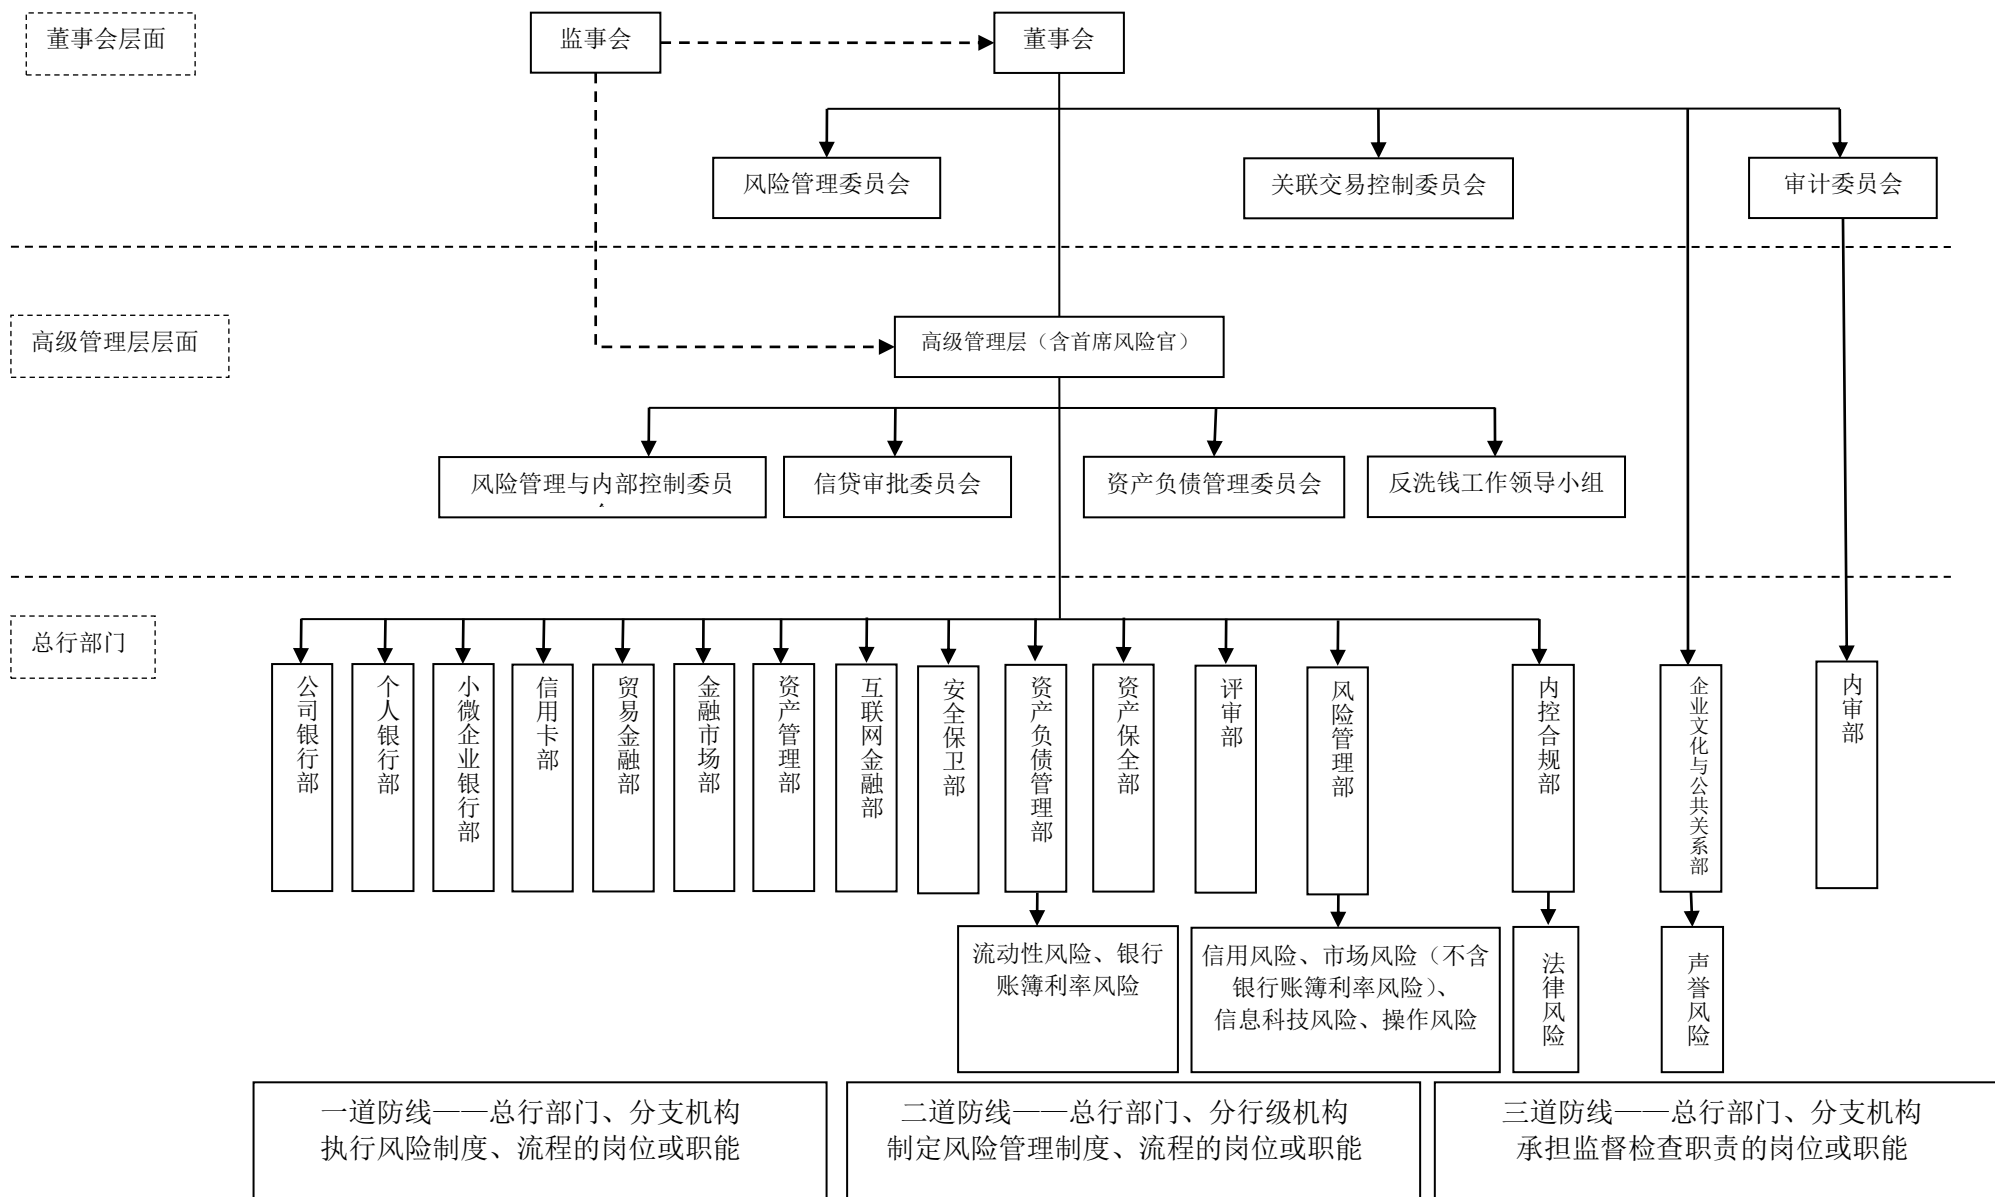 董事会层面
监事会
董事会
风险管理委员会
关联交易控制委员会
审计委员会
高级管理层层面
高级管理层（含首席风险官）
风险管理与内部控制委员
信贷审批委员会
资产负债管理委员会
反洗钱工作领导小组
总行部门
公司银行部
个人银行部
小微企业银行部
信用卡部
贸易金融部
金融市场部
资产管理部
互联网金融部
安全保卫部
资产负债管理部
资产保全部
评审部
风险管理部
内控合规部
企业文化与公共关系部
内审部
流动性风险、银行
账簿利率风险
信用风险、市场风险（不含
银行账簿利率风险）、
信息科技风险、操作风险
法律风险
声誉风险
一道防线——总行部门、分支机构
执行风险制度、流程的岗位或职能
二道防线——总行部门、分行级机构
制定风险管理制度、流程的岗位或职能
三道防线——总行部门、分支机构
承担监督检查职责的岗位或职能